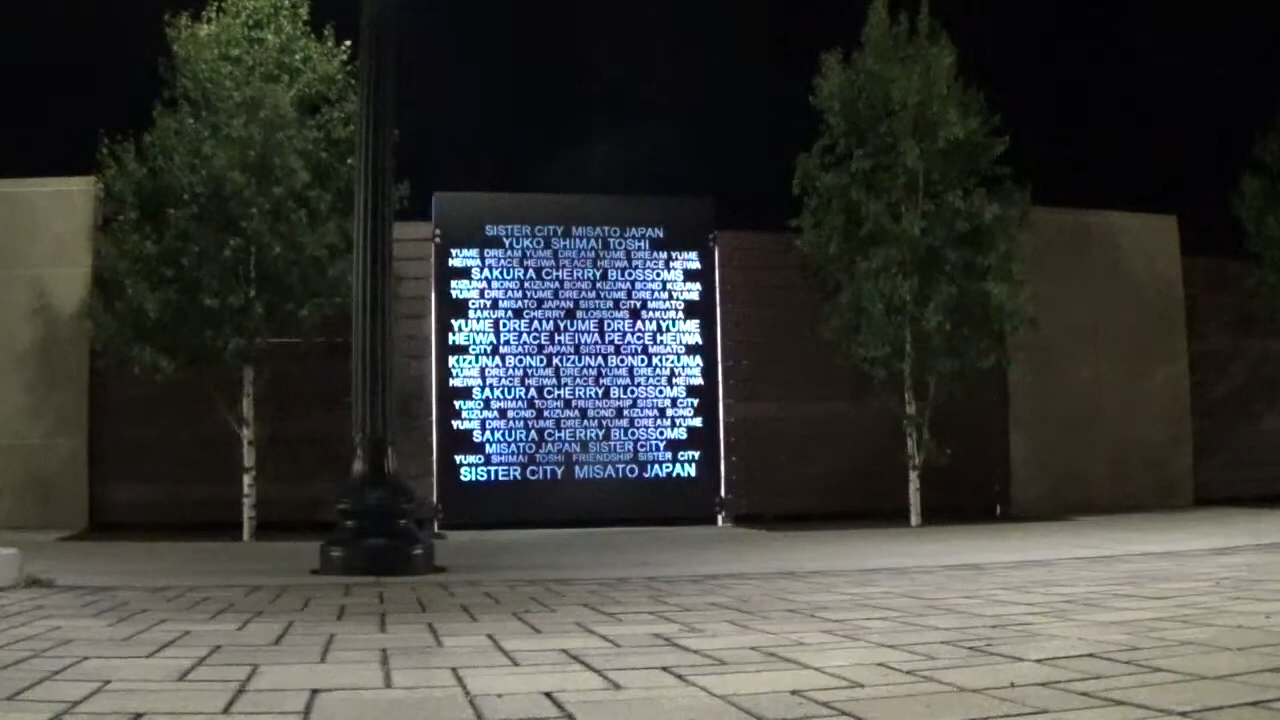 SISTER CITY MISATO JAPAN
YUKO SHIMAI TOSHI
YUME DREAM YUME DREAM YUME DREAM YUME
HEIWA PEACE HEIWA PEACE HEIWA PEACE HEIWA
SAKURA CHERRY BLOSSOMS
KIZUNA BOND KIZUNA BOND KIZUNA BOND KIZUNA
YUME DREAM YUME DREAM YUME DREAM YUME
CITY MISATO JAPAN SISTER CITY MISATO
SAKURA CHERRY BLOSSOMS SAKURA
YUME DREAM YUME DREAM YUME
HEIWA PEACE HEIWA PEACE HEIWA
CITY MISATO JAPAN SISTER CITY MISATO
KIZUNA BOND KIZUNA BOND KIZUNA
YUME DREAM YUME DREAM YUME DREAM YUME
HEIWA PEACE HEIWA PEACE HEIWA PEACE HEIWA
SAKURA CHERRY BLOSSOMS
YUKO SHIMAI TOSHI FRIENDSHIP SISTER CITY
KIZUNA BOND KIZUNA BOND KIZUNA BOND
YUME DREAM YUME DREAM YUME DREAM YUME
SAKURA CHERRY BLOSSOMS
MISATO JAPAN SISTER CITY
YUKO SHIMAI TOSHI FRIENDSHIP SISTER CITY
SISTER CITY MISATO JAPAN